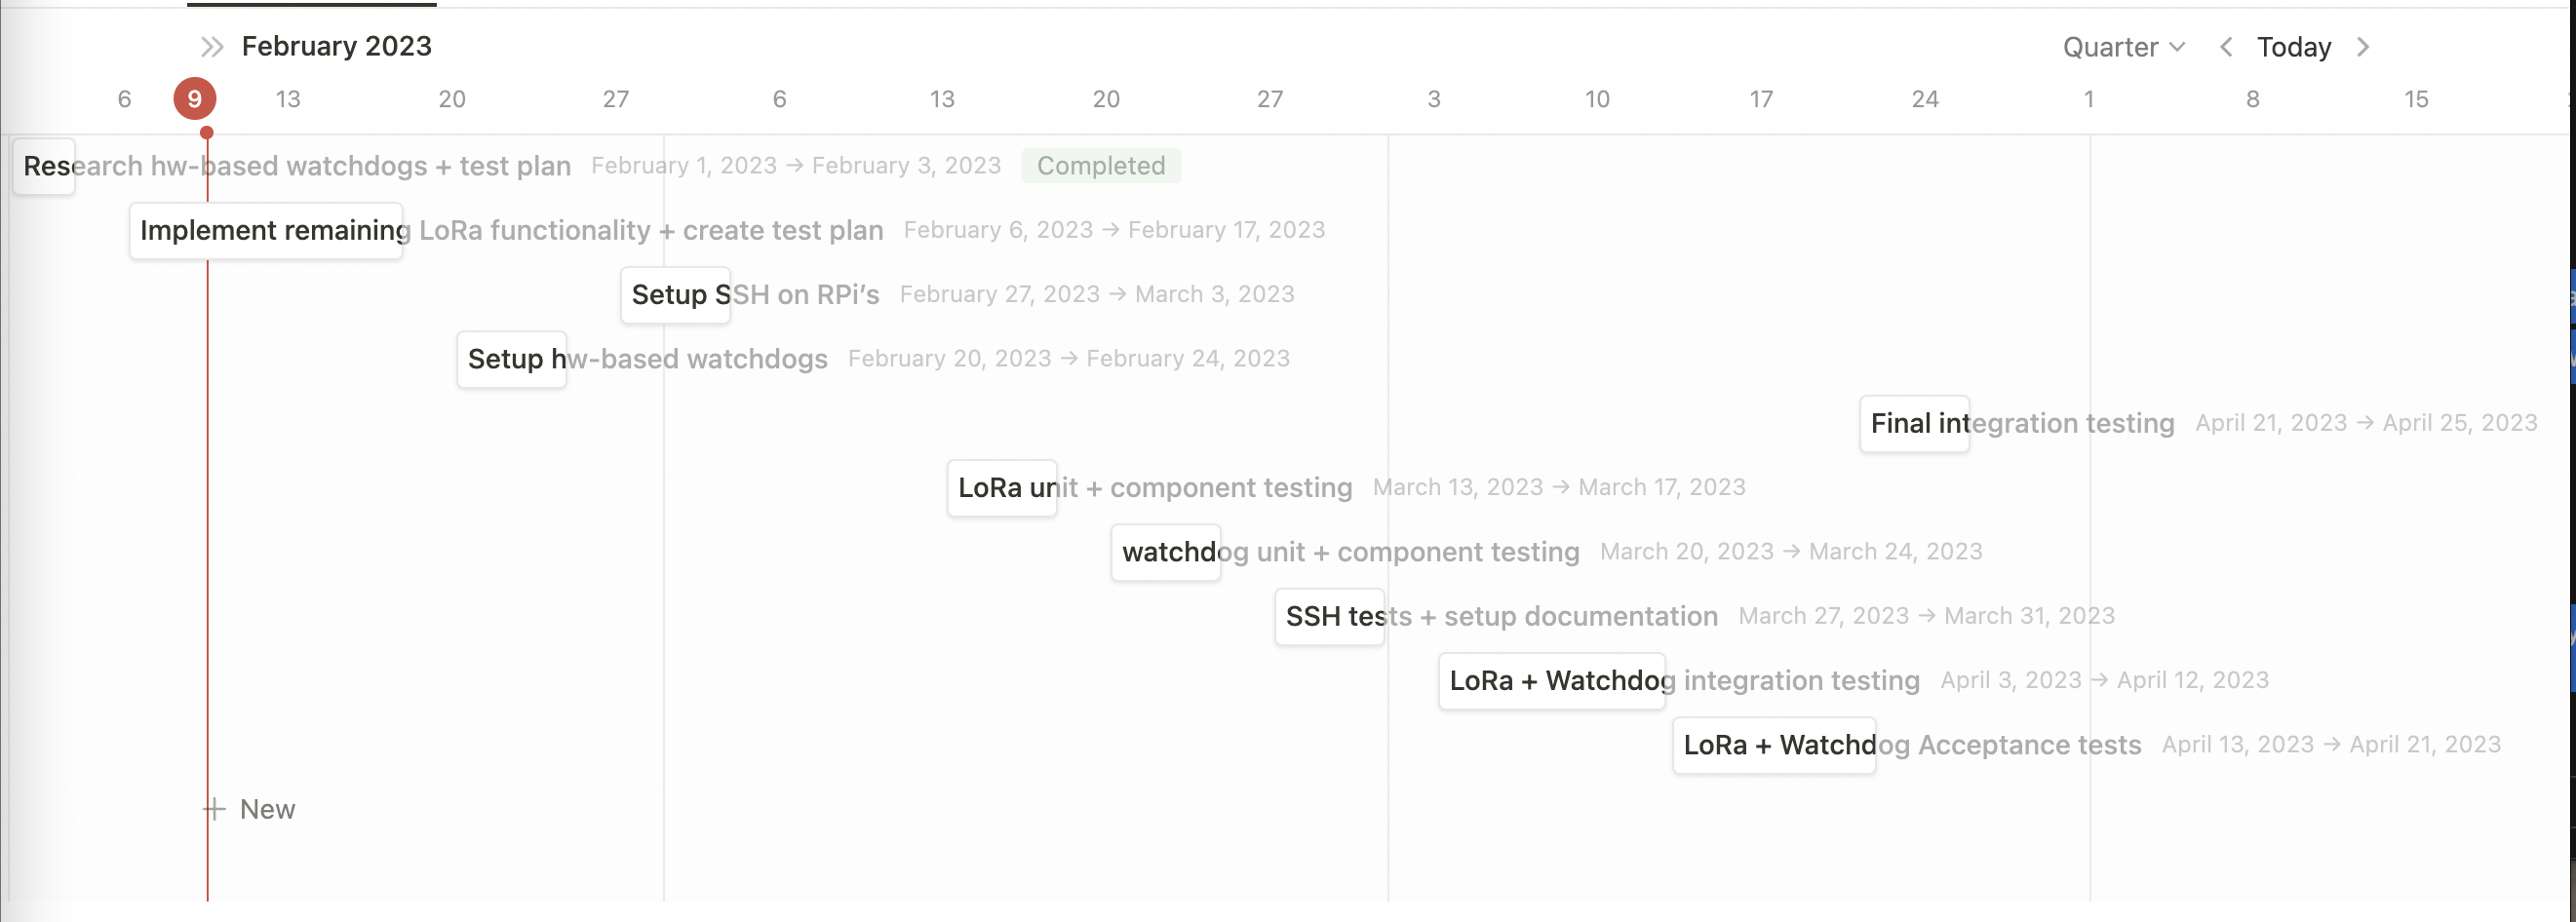 February 2023 Quarter Today
6 9 13 20 27 6 13 20 27 3 10 17 24 1 8 15
Research hw-based watchdogs + test plan February 1, 2023 → February 3, 2023 Completed
Implement remaining LoRa functionality + create test plan February 6, 2023 → February 17, 2023
Setup SSH on RPi’s February 27, 2023 → March 3, 2023
Setup hw-based watchdogs February 20, 2023 → February 24, 2023
Final integration testing April 21, 2023 → April 25, 2023
LoRa unit + component testing March 13, 2023 → March 17, 2023
watchdog unit + component testing March 20, 2023 → March 24, 2023
SSH tests + setup documentation March 27, 2023 → March 31, 2023
LoRa + Watchdog integration testing April 3, 2023 → April 12, 2023
LoRa + Watchdog Acceptance tests April 13, 2023 → April 21, 2023
+ New